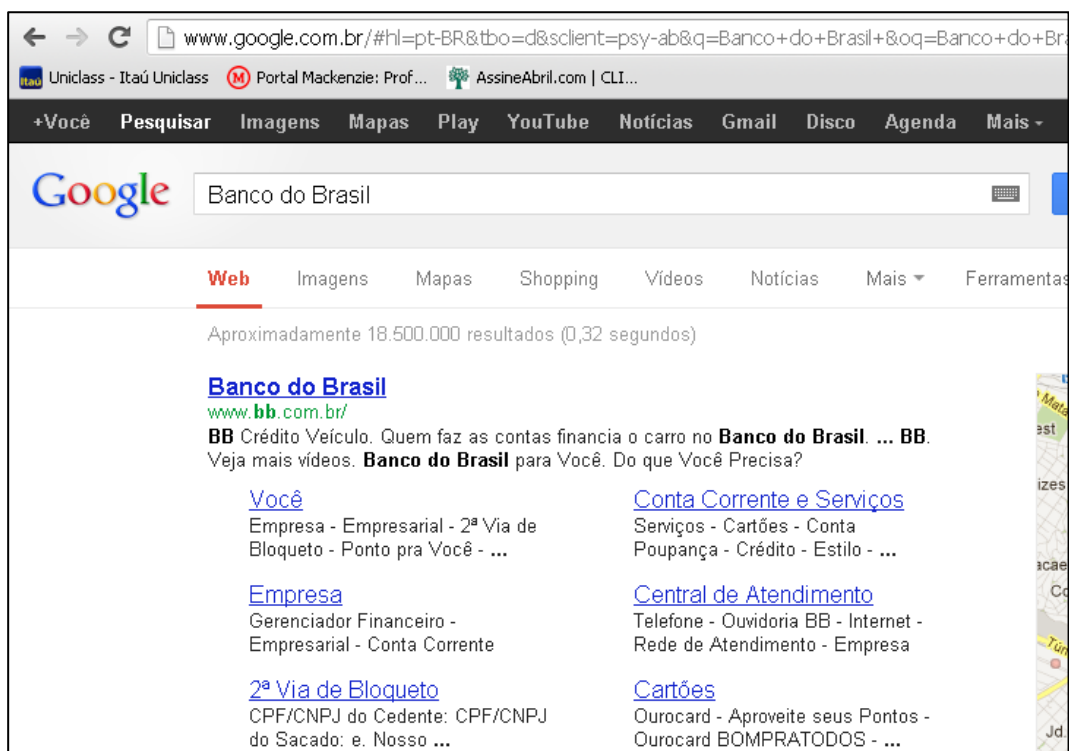 www.google.com.br/#hl=pt-BR&tbo=d&sclient=psy-ab&q=Banco+do+Brasil+&oq=Banco+do+Bra
Itaú Uniclass - Itaú Uniclass M Portal Mackenzie: Prof... AssineAbril.com | CLI...
+Você Pesquisar Imagens Mapas Play YouTube Notícias Gmail Disco Agenda Mais
Google Banco do Brasil
Web Imagens Mapas Shopping Vídeos Notícias Mais Ferramentas
Aproximadamente 18.500.000 resultados (0,32 segundos)
Banco do Brasil
www.bb.com.br/
BB Crédito Veículo. Quem faz as contas financia o carro no Banco do Brasil. ... BB.
Veja mais vídeos. Banco do Brasil para Você. Do que Você Precisa?
Você
Empresa - Empresarial - 2ª Via de
Bloqueto - Ponto pra Você - ...
Conta Corrente e Serviços
Serviços - Cartões - Conta
Poupança - Crédito - Estilo - ...
Empresa
Gerenciador Financeiro -
Empresarial - Conta Corrente
Central de Atendimento
Telefone - Ouvidoria BB - Internet -
Rede de Atendimento - Empresa
2ª Via de Bloqueto
CPF/CNPJ do Cedente: CPF/CNPJ
do Sacado: e. Nosso ...
Cartões
Ourocard - Aproveite seus Pontos -
Ourocard BOMPRATODOS - ...
Jd.